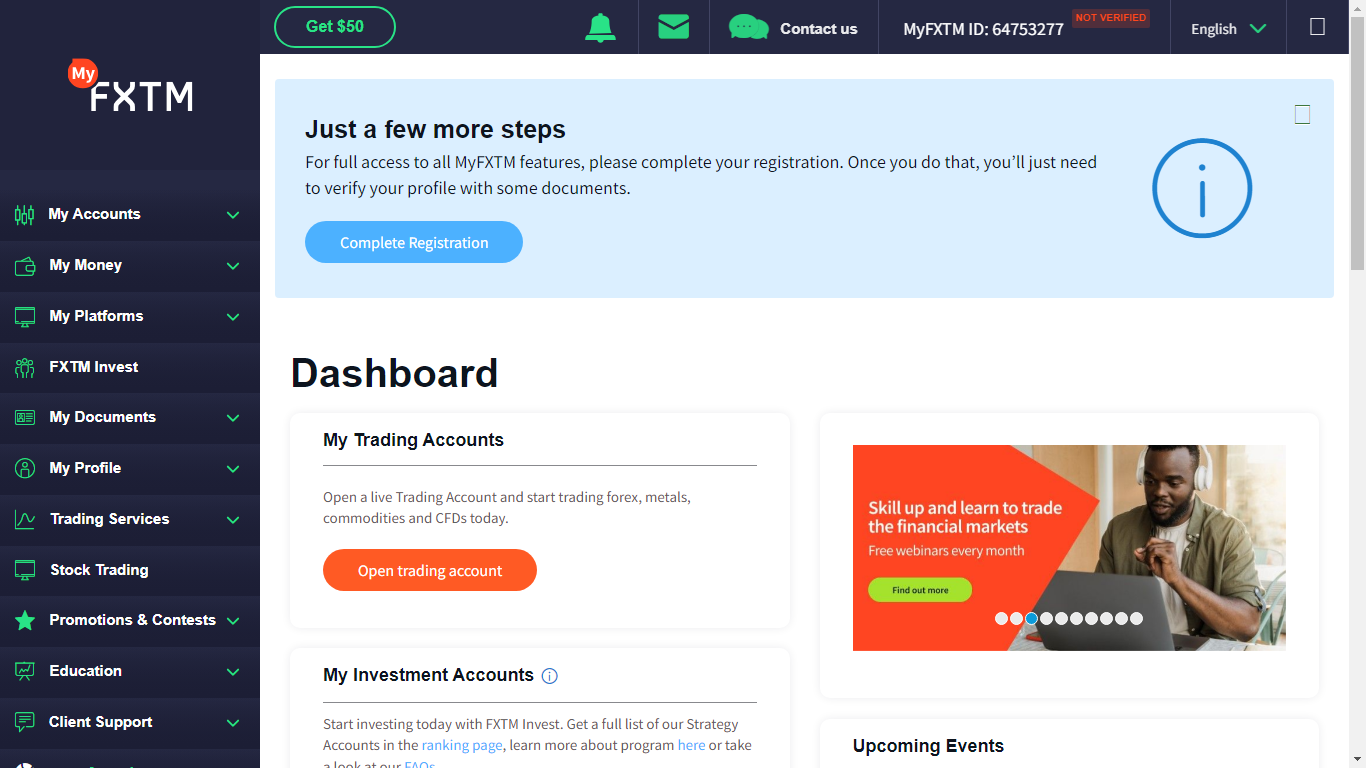 Get $50
Contact us
MyFXTM ID: 64753277
NOT VERIFIED
English
My
FXTM
My Accounts
My Money
My Platforms
FXTM Invest
My Documents
My Profile
Trading Services
Stock Trading
Promotions & Contests
Education
Client Support
Just a few more steps
For full access to all MyFXTM features, please complete your registration. Once you do that, you’ll just need
to verify your profile with some documents.
Complete Registration
Dashboard
My Trading Accounts
Open a live Trading Account and start trading forex, metals,
commodities and CFDs today.
Open trading account
My Investment Accounts
Start investing today with FXTM Invest. Get a full list of our Strategy
Accounts in the ranking page, learn more about program here or take
a look at our FAQs
Skill up and learn to trade
the financial markets
Free webinars every month
Find out more
Upcoming Events